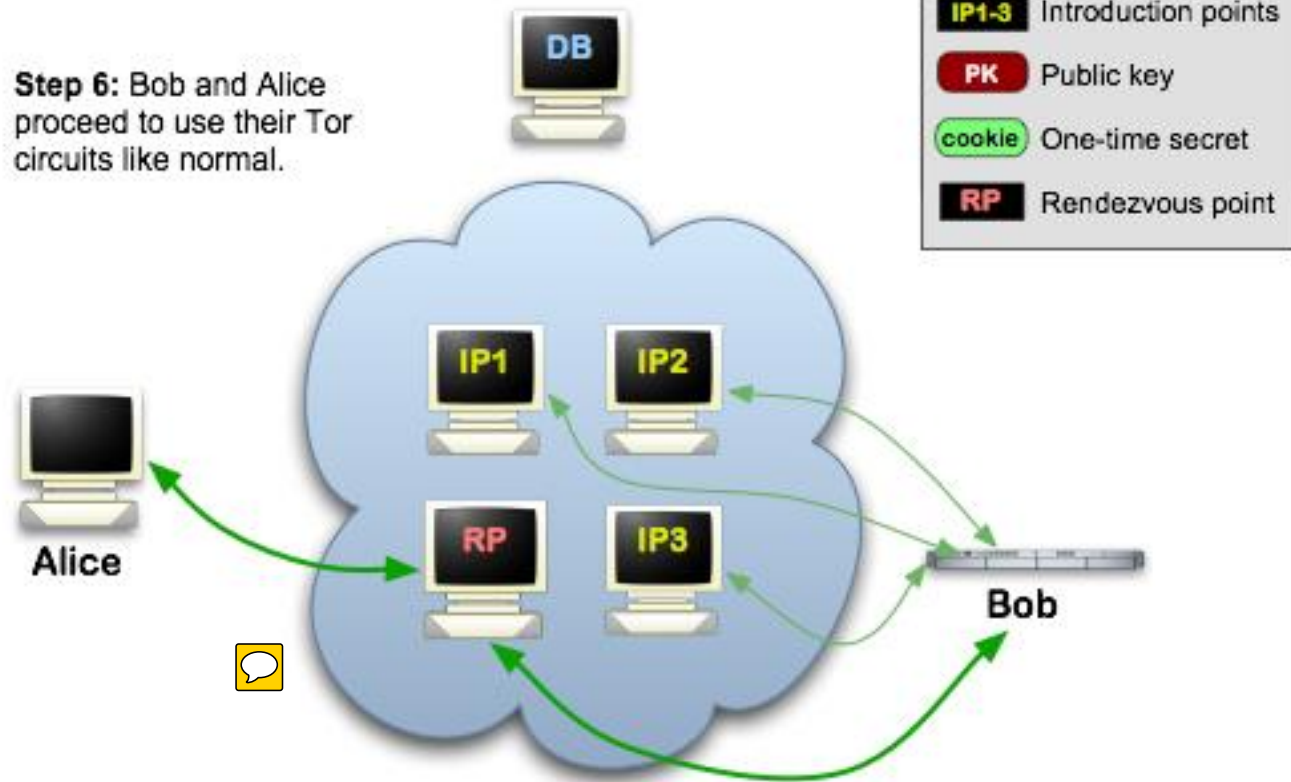 DB
Step 6: Bob and Alice
proceed to use their Tor
circuits like normal.
IP1-3 Introduction points
PK Public key
cookie One-time secret
RP Rendezvous point
IP1
IP2
RP
IP3
Alice
Bob